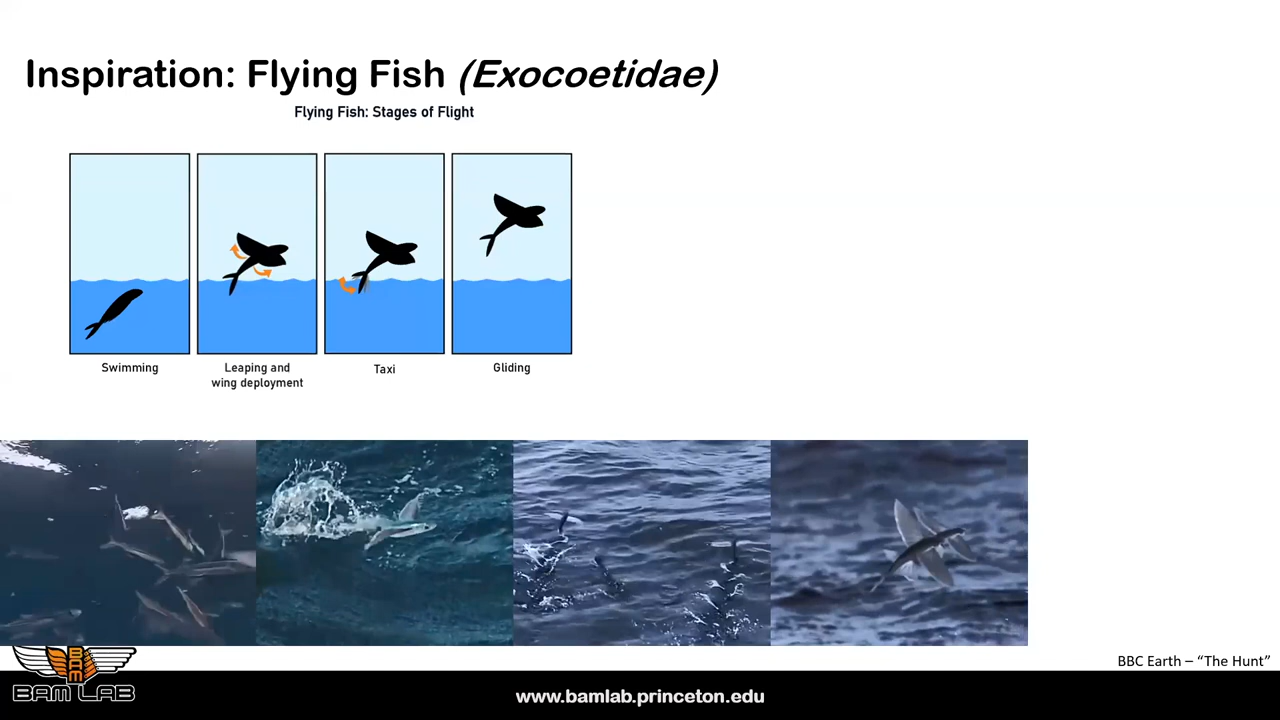 Inspiration: Flying Fish (Exocoetidae)
Flying Fish: Stages of Flight
Swimming
Leaping and
wing deployment
Taxi
Gliding
BBC Earth – “The Hunt”
BAM
BAM LAB
www.bamlab.princeton.edu